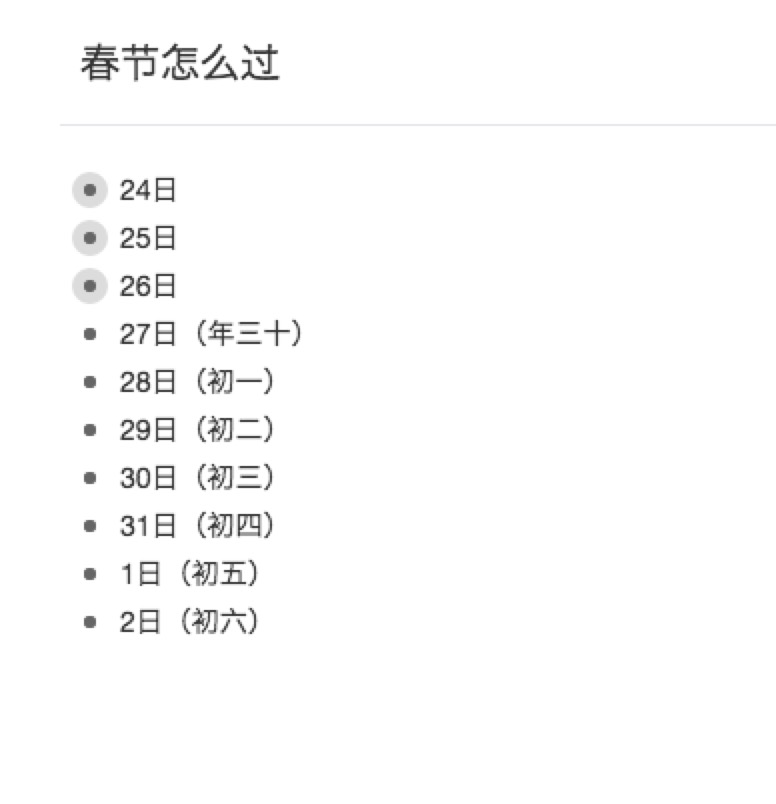 春节怎么过
24日
25日
26日
27日（年三十）
28日（初一）
29日（初二）
30日（初三）
31日（初四）
1日（初五）
2日（初六）